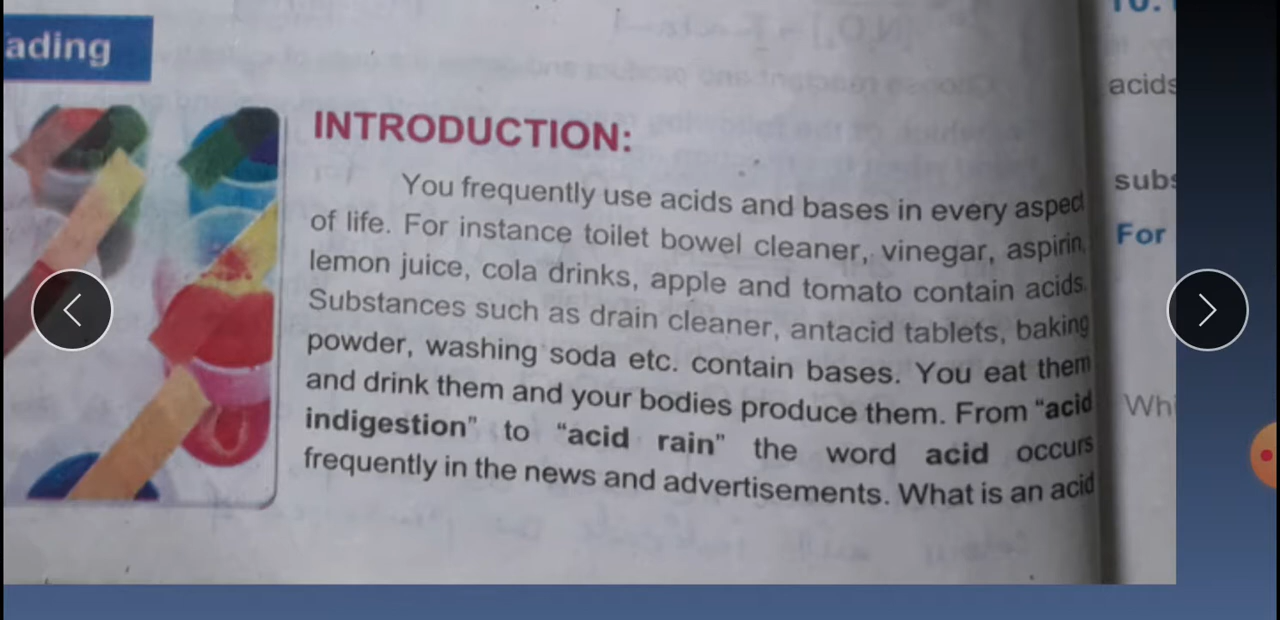 ading
INTRODUCTION:
You frequently use acids and bases in every aspect
of life. For instance toilet bowel cleaner, vinegar, aspirin,
lemon juice, cola drinks, apple and tomato contain acids.
Substances such as drain cleaner, antacid tablets, baking
powder, washing soda etc. contain bases. You eat them
and drink them and your bodies produce them. From “acid
indigestion” to “acid rain” the word acid occurs
frequently in the news and advertisements. What is an acid
acids
subs
For
Whi